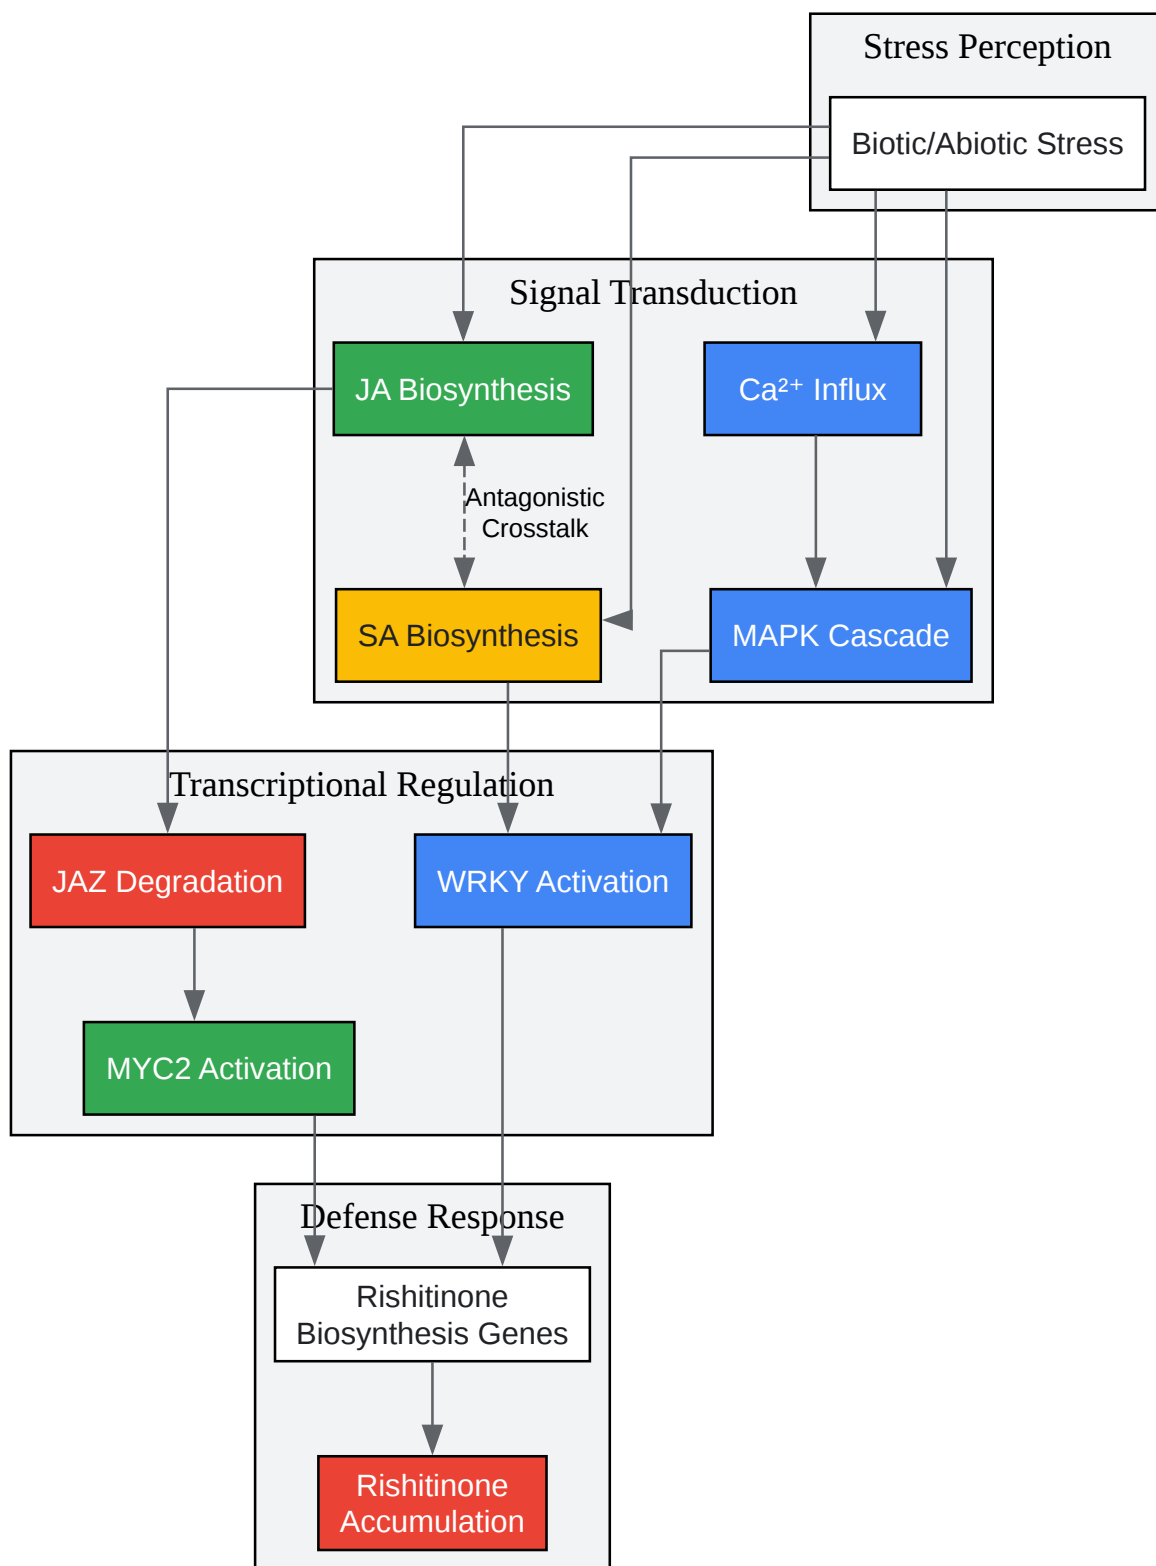 Stress Perception
Biotic/Abiotic Stress
Signal Transduction
JA Biosynthesis
Ca²⁺ Influx
Antagonistic
Crosstalk
SA Biosynthesis
MAPK Cascade
Transcriptional Regulation
JAZ Degradation
WRKY Activation
MYC2 Activation
Defense Response
Rishitinone
Biosynthesis Genes
Rishitinone
Accumulation